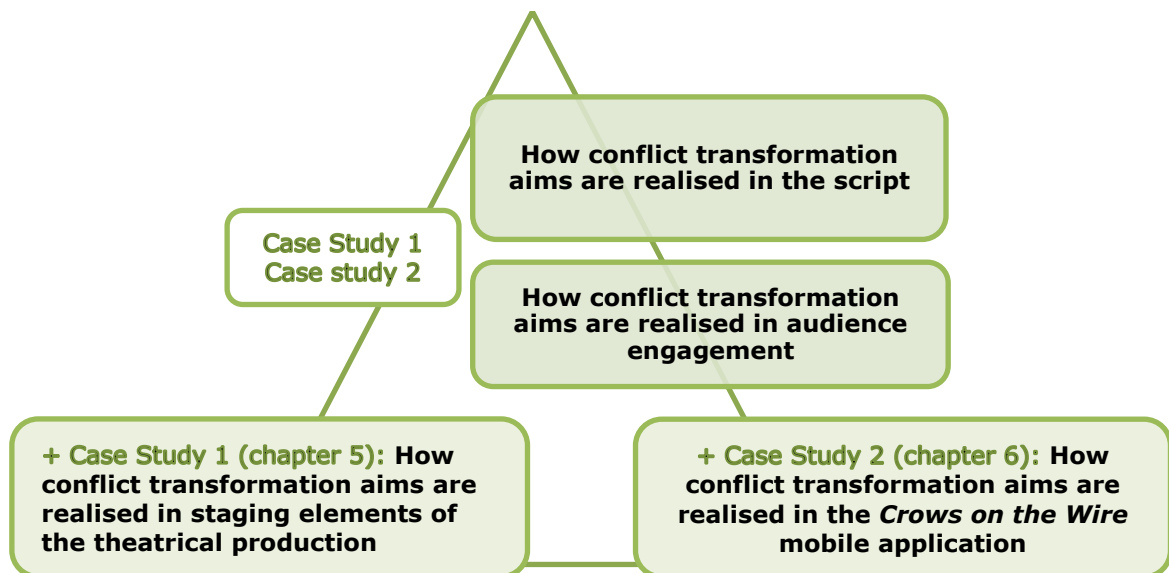 How conflict transformation
aims are realised in the script
Case Study 1
Case study 2
How conflict transformation
aims are realised in audience
engagement
+ Case Study 1 (chapter 5): How
conflict transformation aims are
realised in staging elements of
the theatrical production
+ Case Study 2 (chapter 6): How
conflict transformation aims are
realised in the Crows on the Wire
mobile application